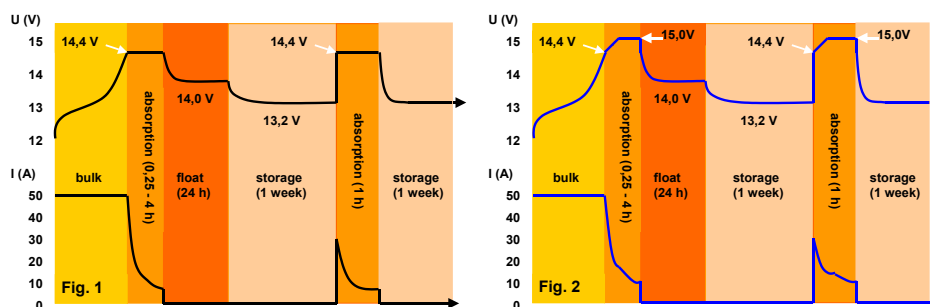 U (V)
15
14
13
12
14,4 V
14,0 V
13,2 V
14,4 V
absorption (0,25 - 4 h)
absorption (1 h)
bulk
float
(24 h)
storage
(1 week)
storage
(1 week)
I (A)
50
40
30
20
10
0
Fig. 1
U (V)
15
14
13
12
14,4 V
15,0V
14,0 V
13,2 V
14,4 V
15,0V
absorption (0,25 - 4 h)
absorption (1 h)
bulk
float
(24 h)
storage
(1 week)
storage
(1 week)
I (A)
50
40
30
20
10
0
Fig. 2